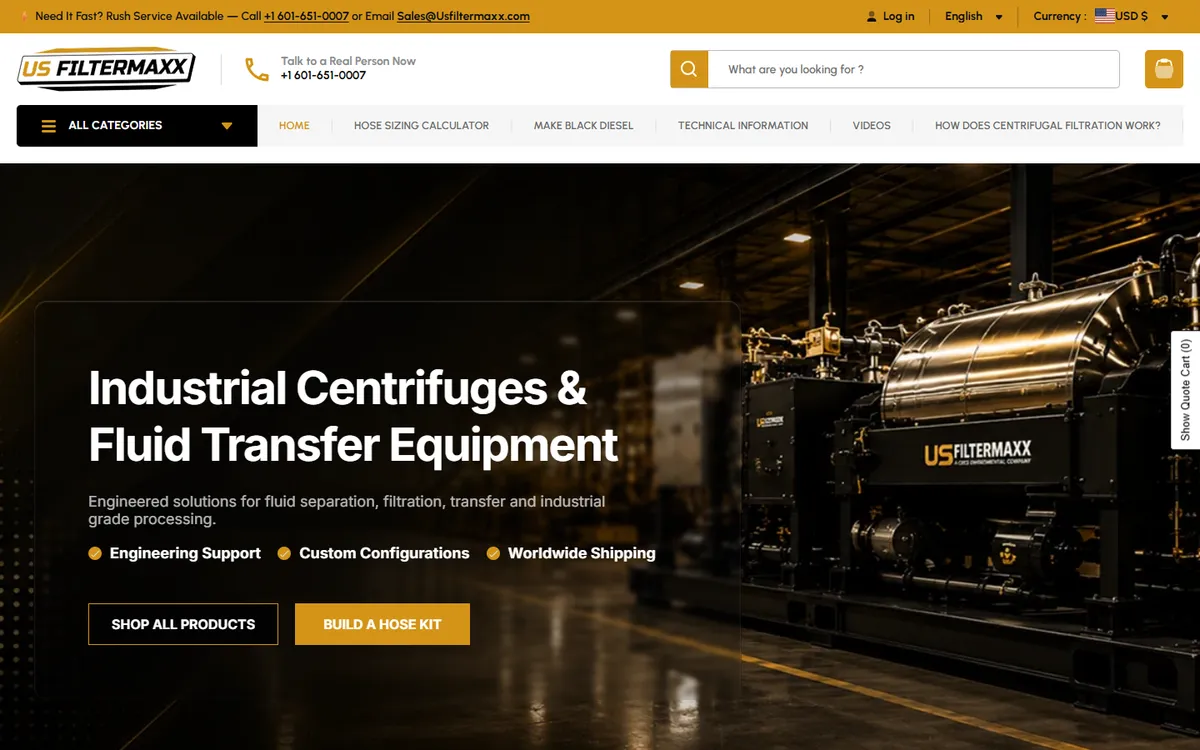 Need It Fast? Rush Service Available — Call +1 601-651-0007 or Email Sales@Usfiltermaxx.com
Log in
English
Currency : USD $
US FILTERMAXX
Talk to a Real Person Now
+1 601-651-0007
What are you looking for ?
ALL CATEGORIES
HOME
HOSE SIZING CALCULATOR
MAKE BLACK DIESEL
TECHNICAL INFORMATION
VIDEOS
HOW DOES CENTRIFUGAL FILTRATION WORK?
Industrial Centrifuges &
Fluid Transfer Equipment
Engineered solutions for fluid separation, filtration, transfer and industrial
grade processing.
Engineering Support
Custom Configurations
Worldwide Shipping
SHOP ALL PRODUCTS
BUILD A HOSE KIT
US FILTERMAXX
Show Quote Cart (0)